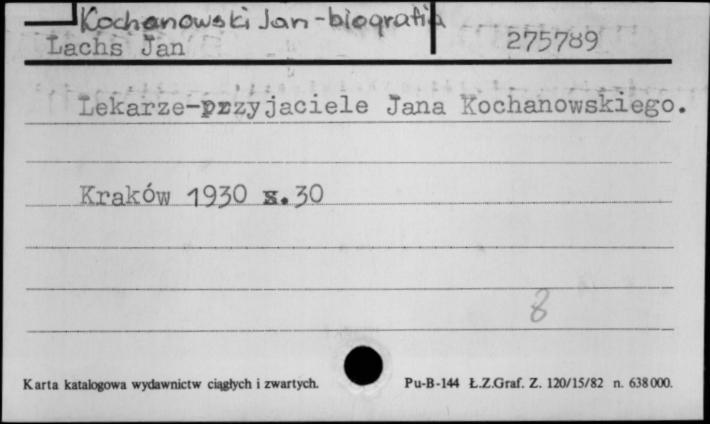 Kochanowski Jan - biografia
Lachs Jan 275789
Lekarze-przyjaciele Jana Kochanowskiego.
Kraków 1930 s. 30
8
Karta katalogowa wydawnictw ciągłych i zwartych. Pu-B-144 Ł.Z.Graf. Z. 120/15/82 n. 638000.